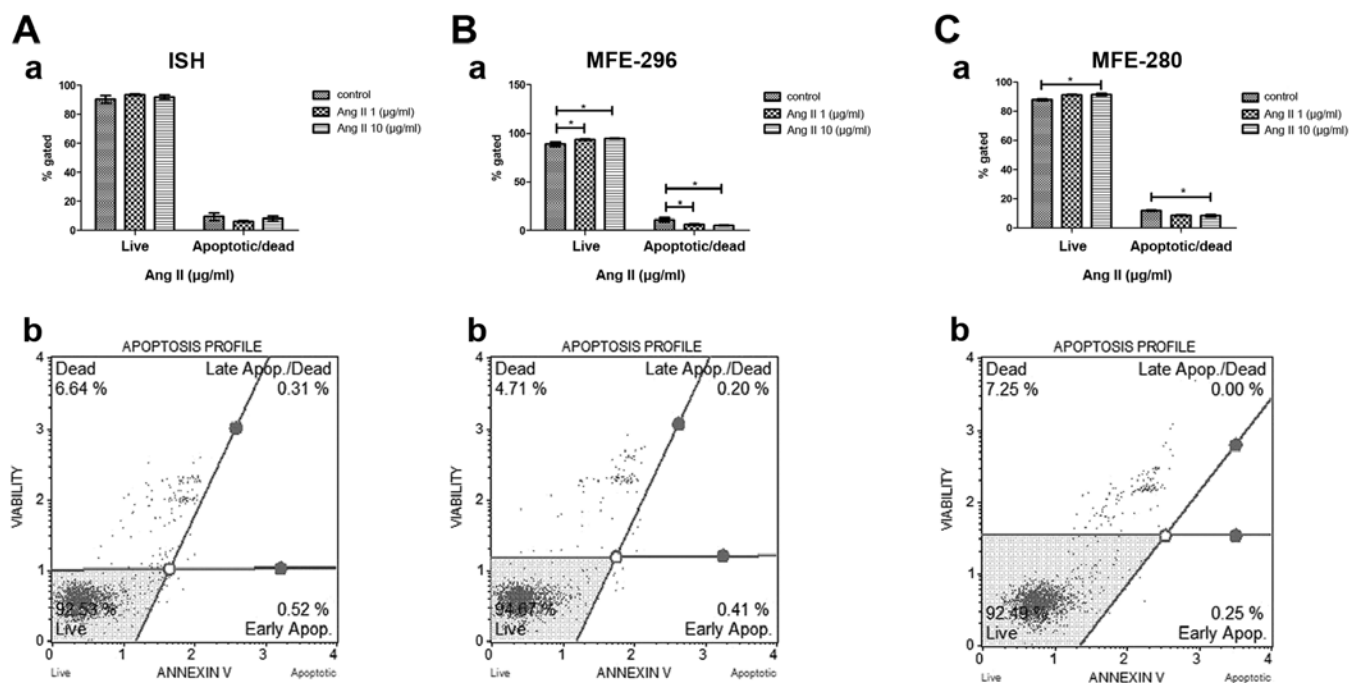 A
ISH
a
100
80
60
40
20
0
% gated
Live
Apoptotic/dead
Ang II (µg/ml)
control
Ang II 1 (µg/ml)
Ang II 10 (µg/ml)
B
MFE-296
a
150
100
50
0
% gated
*
*
*
*
Live
Apoptotic/dead
Ang II (µg/ml)
control
Ang II 1 (µg/ml)
Ang II 10 (µg/ml)
C
MFE-280
a
100
80
60
40
20
0
% gated
*
*
Live
Apoptotic/dead
Ang II (µg/ml)
control
Ang II 1 (µg/ml)
Ang II 10 (µg/ml)
b
APOPTOSIS PROFILE
Dead
6.64 %
Late Apop./Dead
0.31 %
92.53 %
Live
0.52 %
Early Apop.
VIABILITY
4
3
2
1
0
0 1 2 3 4
Live ANNEXIN V Apoptotic
b
APOPTOSIS PROFILE
Dead
4.71 %
Late Apop./Dead
0.20 %
94.67 %
Live
0.41 %
Early Apop.
VIABILITY
4
3
2
1
0
0 1 2 3 4
Live ANNEXIN V Apoptotic
b
APOPTOSIS PROFILE
Dead
7.25 %
Late Apop./Dead
0.00 %
92.49 %
Live
0.25 %
Early Apop.
VIABILITY
4
3
2
1
0
0 1 2 3 4
Live ANNEXIN V Apoptotic